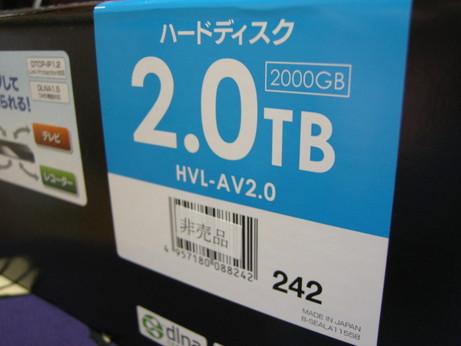 ハードディスク
2.0TB
2000GB
HVL-AV2.0
非売品
4 957180 088242
242
MADE IN JAPAN
B-SEALA11SSB
DTCP-IP1.2
DLNA1.5
テレビ
レコーダー
dlna